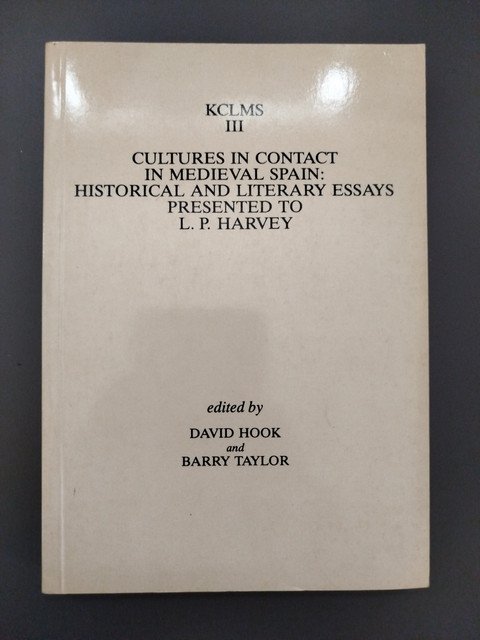 KCLMS
III
CULTURES IN CONTACT
IN MEDIEVAL SPAIN:
HISTORICAL AND LITERARY ESSAYS
PRESENTED TO
L. P. HARVEY
edited by
DAVID HOOK
and
BARRY TAYLOR